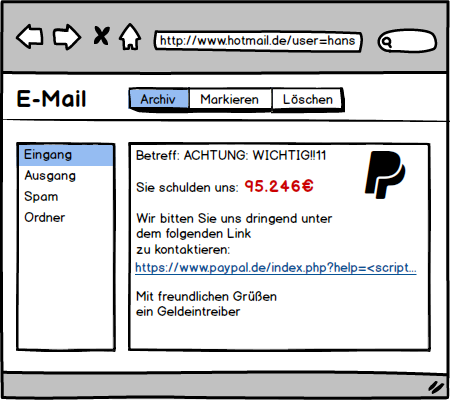 http://www.hotmail.de/user=hans
E-Mail
Archiv Markieren Löschen
Eingang
Ausgang
Spam
Ordner
Betreff: ACHTUNG: WICHTIG!!11
Sie schulden uns: 95.246€
Wir bitten Sie uns dringend unter
dem folgenden Link
zu kontaktieren:
https://www.paypal.de/index.php?help=<script...
Mit freundlichen Grüßen
ein Geldeintreiber